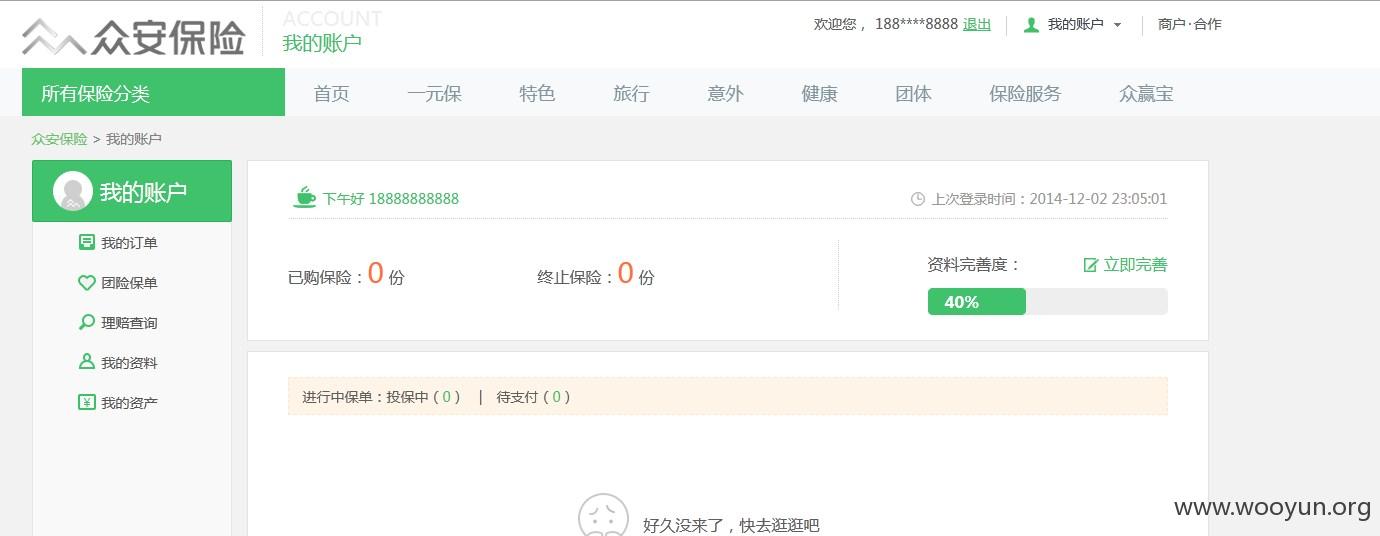 众安保险
ACCOUNT
我的账户
欢迎您， 188****8888 退出
我的账户
商户·合作
所有保险分类
首页 一元保 特色 旅行 意外 健康 团体 保险服务 众赢宝
众安保险 > 我的账户
我的账户
我的订单
团险保单
理赔查询
我的资料
我的资产
下午好 18888888888
上次登录时间：2014-12-02 23:05:01
已购保险：0 份
终止保险：0 份
资料完善度：
立即完善
40%
进行中保单：投保中（0） | 待支付（0）
好久没来了，快去逛逛吧
www.wooyun.org